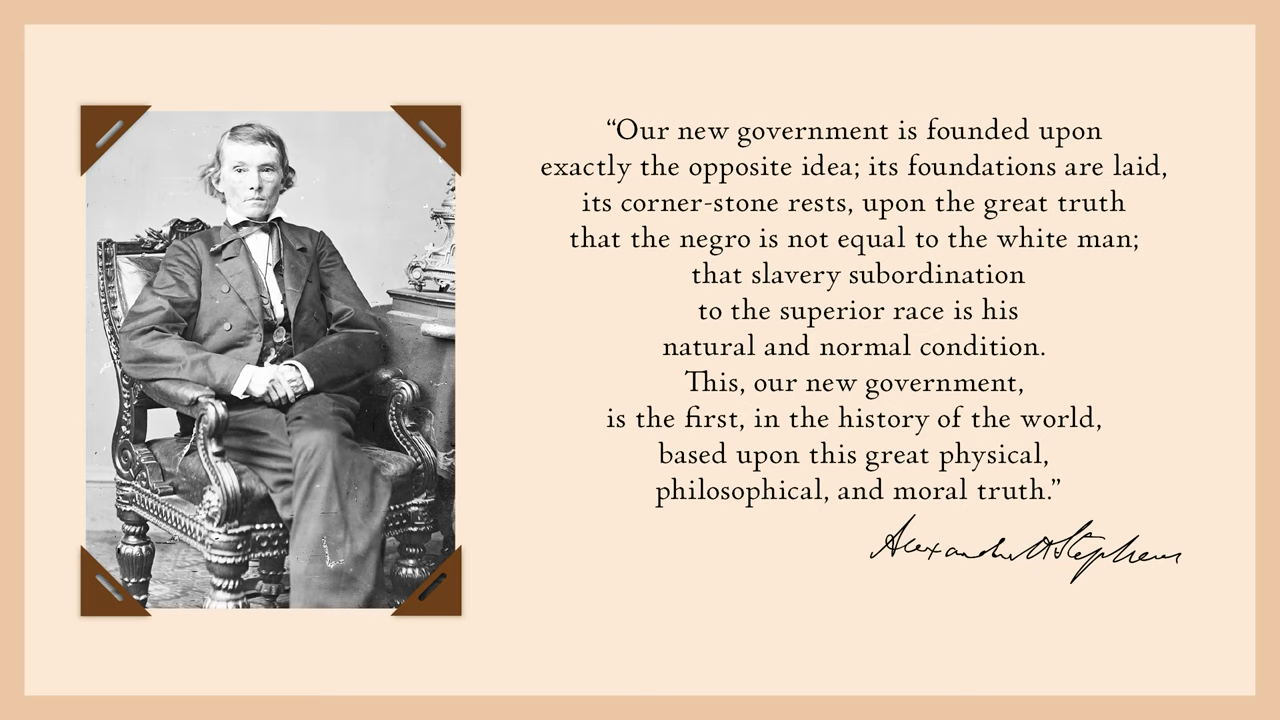 “Our new government is founded upon
exactly the opposite idea; its foundations are laid,
its corner-stone rests, upon the great truth
that the negro is not equal to the white man;
that slavery subordination
to the superior race is his
natural and normal condition.
This, our new government,
is the first, in the history of the world,
based upon this great physical,
philosophical, and moral truth.”
Alexander H Stephens